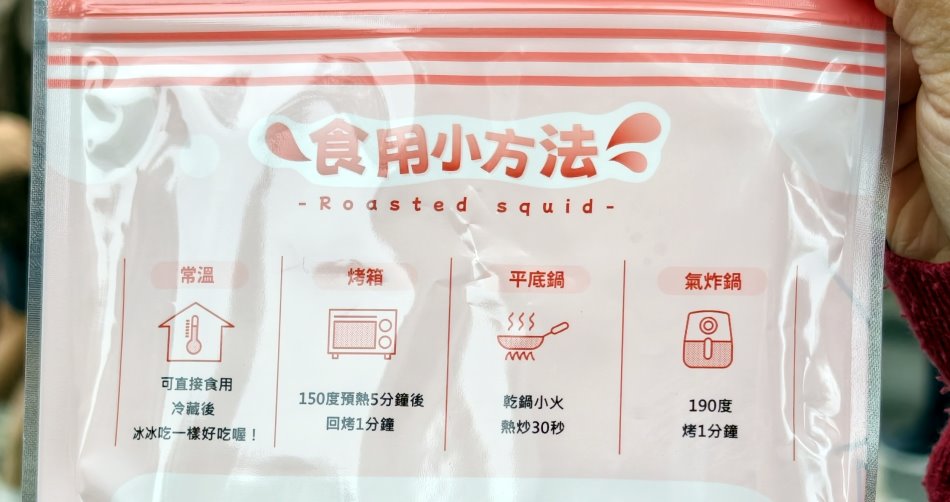 食用小方法
-Roasted squid-
常溫
可直接食用
冷藏後
冰冰吃一樣好吃喔！
烤箱
150度預熱5分鐘後
回烤1分鐘
平底鍋
乾鍋小火
熱炒30秒
氣炸鍋
190度
烤1分鐘